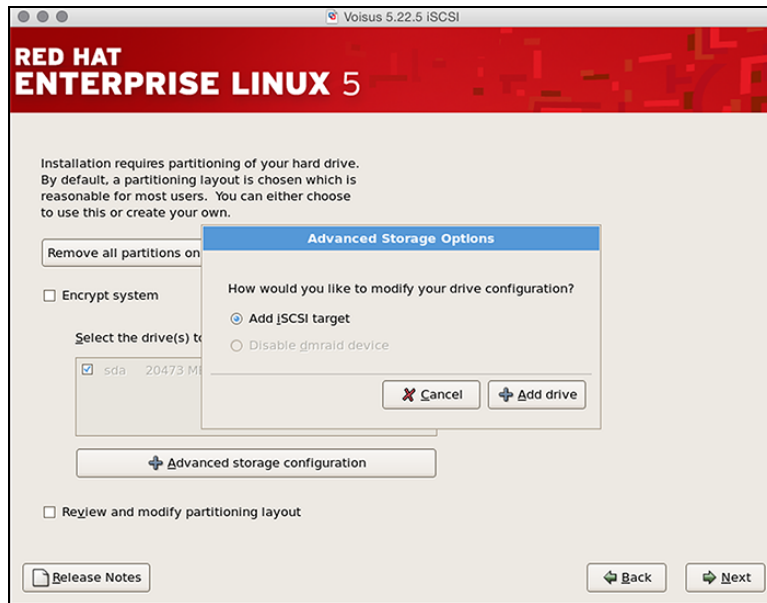 Voisus 5.22.5 iSCSI
RED HAT
ENTERPRISE LINUX 5
Installation requires partitioning of your hard drive.
By default, a partitioning layout is chosen which is
reasonable for most users. You can either choose
to use this or create your own.
Remove all partitions on
Encrypt system
Select the drive(s) to
sda 20473 M
Advanced Storage Options
How would you like to modify your drive configuration?
Add iSCSI target
Disable dmraid device
Cancel
Add drive
Advanced storage configuration
Review and modify partitioning layout
Release Notes
Back
Next